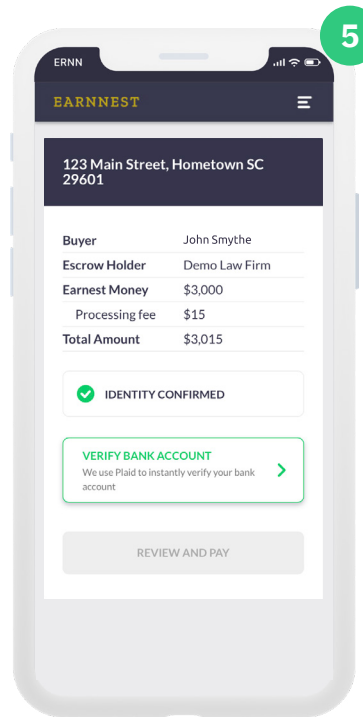 5
ERNN
EARNNEST
123 Main Street, Hometown SC
29601
Buyer John Smythe
Escrow Holder Demo Law Firm
Earnest Money $3,000
Processing fee $15
Total Amount $3,015
IDENTITY CONFIRMED
VERIFY BANK ACCOUNT
We use Plaid to instantly verify your bank
account
REVIEW AND PAY